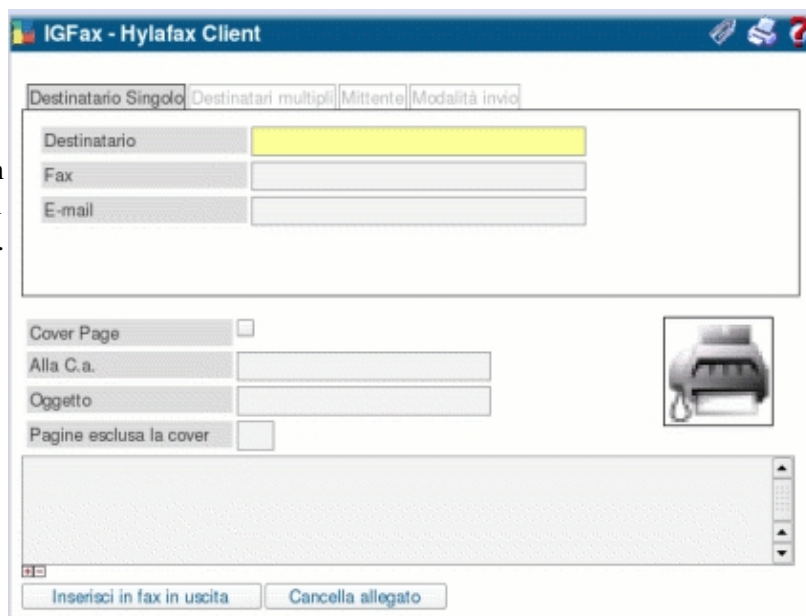 IGFax - Hylafax Client
Destinatario Singolo Destinatari multipli Mittente Modalità invio
Destinatario
Fax
E-mail
Cover Page
Alla C.a.
Oggetto
Pagine esclusa la cover
Inserisci in fax in uscita Cancella allegato